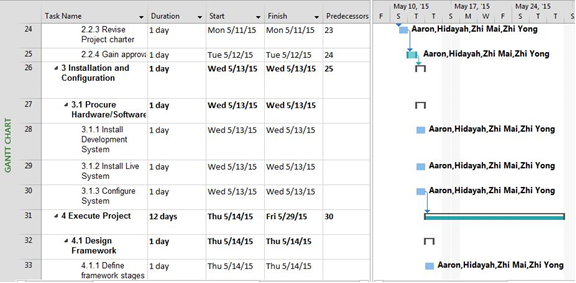 GANTT CHART
Task Name Duration Start Finish Predecessors
May 10, '15 May 17, '15 May 24, '15
F S T M W F S T T
24 2.2.3 Revise Project charter 1 day Mon 5/11/15 Mon 5/11/15 23 Aaron,Hidayah,Zhi Mai,Zhi Yong
25 2.2.4 Gain approva 1 day Tue 5/12/15 Tue 5/12/15 24 Aaron,Hidayah,Zhi Mai,Zhi Yong
26 3 Installation and Configuration 1 day Wed 5/13/15 Wed 5/13/15 25
27 3.1 Procure Hardware/Software 1 day Wed 5/13/15 Wed 5/13/15
28 3.1.1 Install Development System 1 day Wed 5/13/15 Wed 5/13/15 Aaron,Hidayah,Zhi Mai,Zhi Yong
29 3.1.2 Install Live System 1 day Wed 5/13/15 Wed 5/13/15 Aaron,Hidayah,Zhi Mai,Zhi Yong
30 3.1.3 Configure System 1 day Wed 5/13/15 Wed 5/13/15 Aaron,Hidayah,Zhi Mai,Zhi Yong
31 4 Execute Project 12 days Thu 5/14/15 Fri 5/29/15 30
32 4.1 Design Framework 1 day Thu 5/14/15 Thu 5/14/15
33 4.1.1 Define framework stages 1 day Thu 5/14/15 Thu 5/14/15 Aaron,Hidayah,Zhi Mai,Zhi Yong